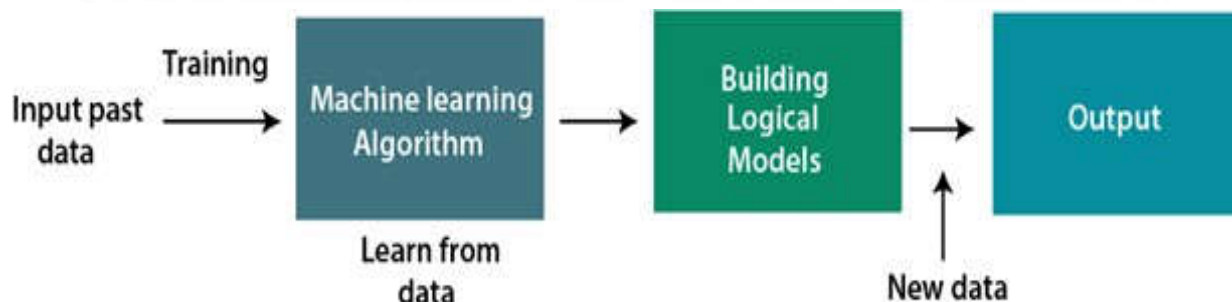 Training
Input past
data
Machine learning
Algorithm
Learn from
data
Building
Logical
Models
New data
Output